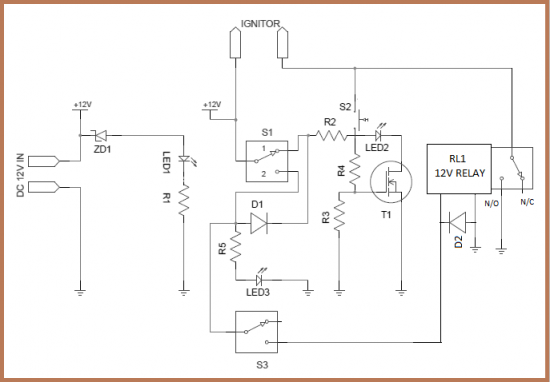 IGNITOR
+12V
+12V
S2
ZD1
S1
1
2
R2
LED2
DC 12V IN
LED1
R1
R4
RL1
12V RELAY
T1
N/O
N/C
D1
R3
R5
D2
LED3
S3